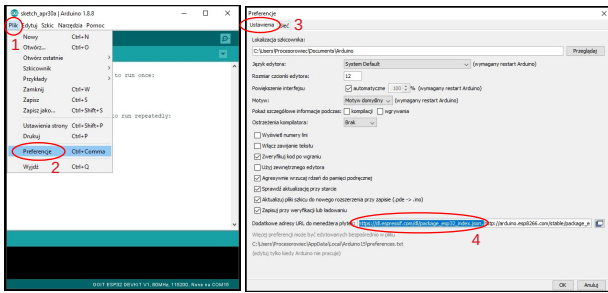 sketch_apr30a | Arduino 1.8.8
Plik Edytuj Szkic Narzędzia Pomoc
1
Nowy Ctrl+N
Otwórz... Ctrl+O
Otwórz ostatnie
Szkicownik
Przykłady
Zamknij Ctrl+W
Zapisz Ctrl+S
Zapisz jako... Ctrl+Shift+S
Ustawienia strony Ctrl+Shift+P
Drukuj Ctrl+P
Preferencje Ctrl+Comma
2
Wyjdź Ctrl+Q
to run once:
to run repeatedly:
DOIT ESP32 DEVKIT V1, 80MHz, 115200, None na COM18
Preferencje
Ustawienia Sieć
3
Lokalizacja szkicownika:
C:\Users\Procesorowiec\Documents\Arduino Przeglądaj
Język edytora: System Default (wymagany restart Arduino)
Rozmiar czcionki edytora: 12
Powiększenie interfejsu automatyczne 100 % (wymagany restart Arduino)
Motyw: Motyw domyślny (wymagany restart Arduino)
Pokaż szczegółowe informacje podczas: kompilacji wgrywania
Ostrzeżenia kompilatora: Brak
Wyświetl numery linii
Włącz zawijanie tekstu
Zweryfikuj kod po wgraniu
Użyj zewnętrznego edytora
Agresywnie wrzucaj rdzeń do pamięci podręcznej
Sprawdź aktualizacje przy starcie
Aktualizuj pliki szkicu do nowego rozszerzenia przy zapisie (.pde -> .ino)
Zapisuj przy weryfikacji lub ładowaniu
Dodatkowe adresy URL do menedżera płytek: https://dl.espressif.com/dl/package_esp32_index.json, http://arduino.esp8266.com/stable/package_e
4
Więcej preferencji może być edytowanych bezpośrednio w pliku
C:\Users\Procesorowiec\AppData\Local\Arduino15\preferences.txt
(edytuj tylko kiedy Arduino nie pracuje)
OK Anuluj